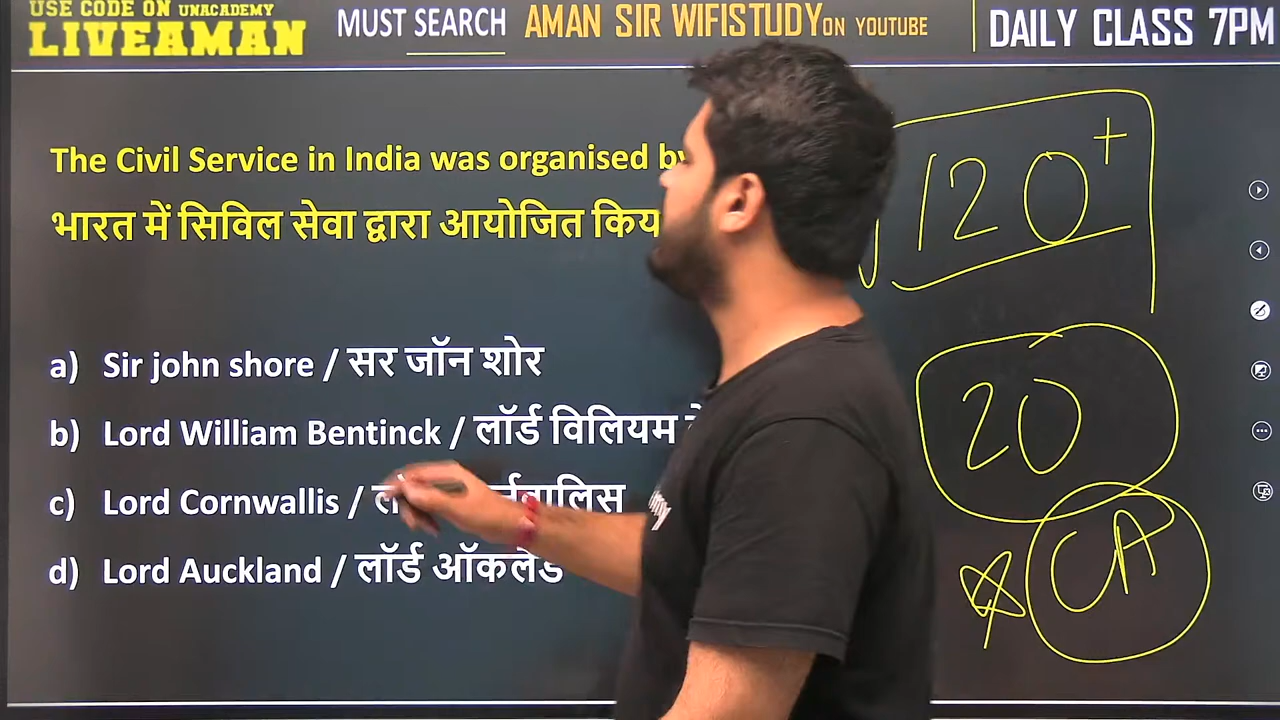 USE CODE ON UNACADEMY
LIVEAMAN
MUST SEARCH AMAN SIR WIFISTUDY ON YOUTUBE
DAILY CLASS 7PM
The Civil Service in India was organised by
भारत में सिविल सेवा द्वारा आयोजित
a) Sir john shore / सर जॉन शोर
b) Lord William Bentinck / लॉर्ड विलियम
c) Lord Cornwallis /
d) Lord Auckland / लॉर्ड ऑकलैंड
120+
20
CA